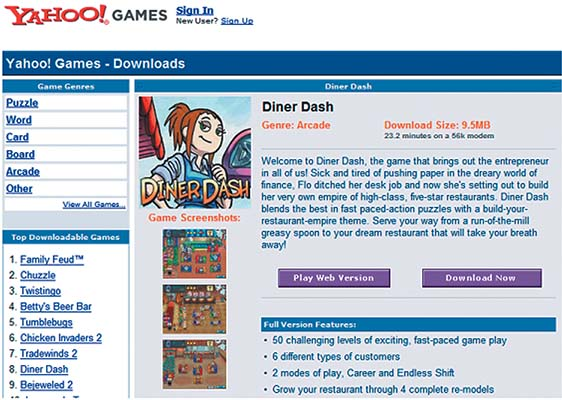 YAHOO! GAMES
Sign In
New User? Sign Up
Yahoo! Games - Downloads
Game Genres
Puzzle
Word
Card
Board
Arcade
Other
View All Games...
Top Downloadable Games
1. Family Feud™
2. Chuzzle
3. Twistingo
4. Betty's Beer Bar
5. Tumblebugs
6. Chicken Invaders 2
7. Tradewinds 2
8. Diner Dash
9. Bejeweled 2
Diner Dash
DINER DASH
Game Screenshots:
Diner Dash
Genre: Arcade
Download Size: 9.5MB
23.2 minutes on a 56k modem
Welcome to Diner Dash, the game that brings out the entrepreneur
in all of us! Sick and tired of pushing paper in the dreary world of
finance, Flo ditched her desk job and now she's setting out to build
her very own empire of high-class, five-star restaurants. Diner Dash
blends the best in fast paced-action puzzles with a build-your-
restaurant-empire theme. Serve your way from a run-of-the-mill
greasy spoon to your dream restaurant that will take your breath
away!
Play Web Version
Download Now
Full Version Features:
• 50 challenging levels of exciting, fast-paced game play
• 6 different types of customers
• 2 modes of play, Career and Endless Shift
• Grow your restaurant through 4 complete re-models